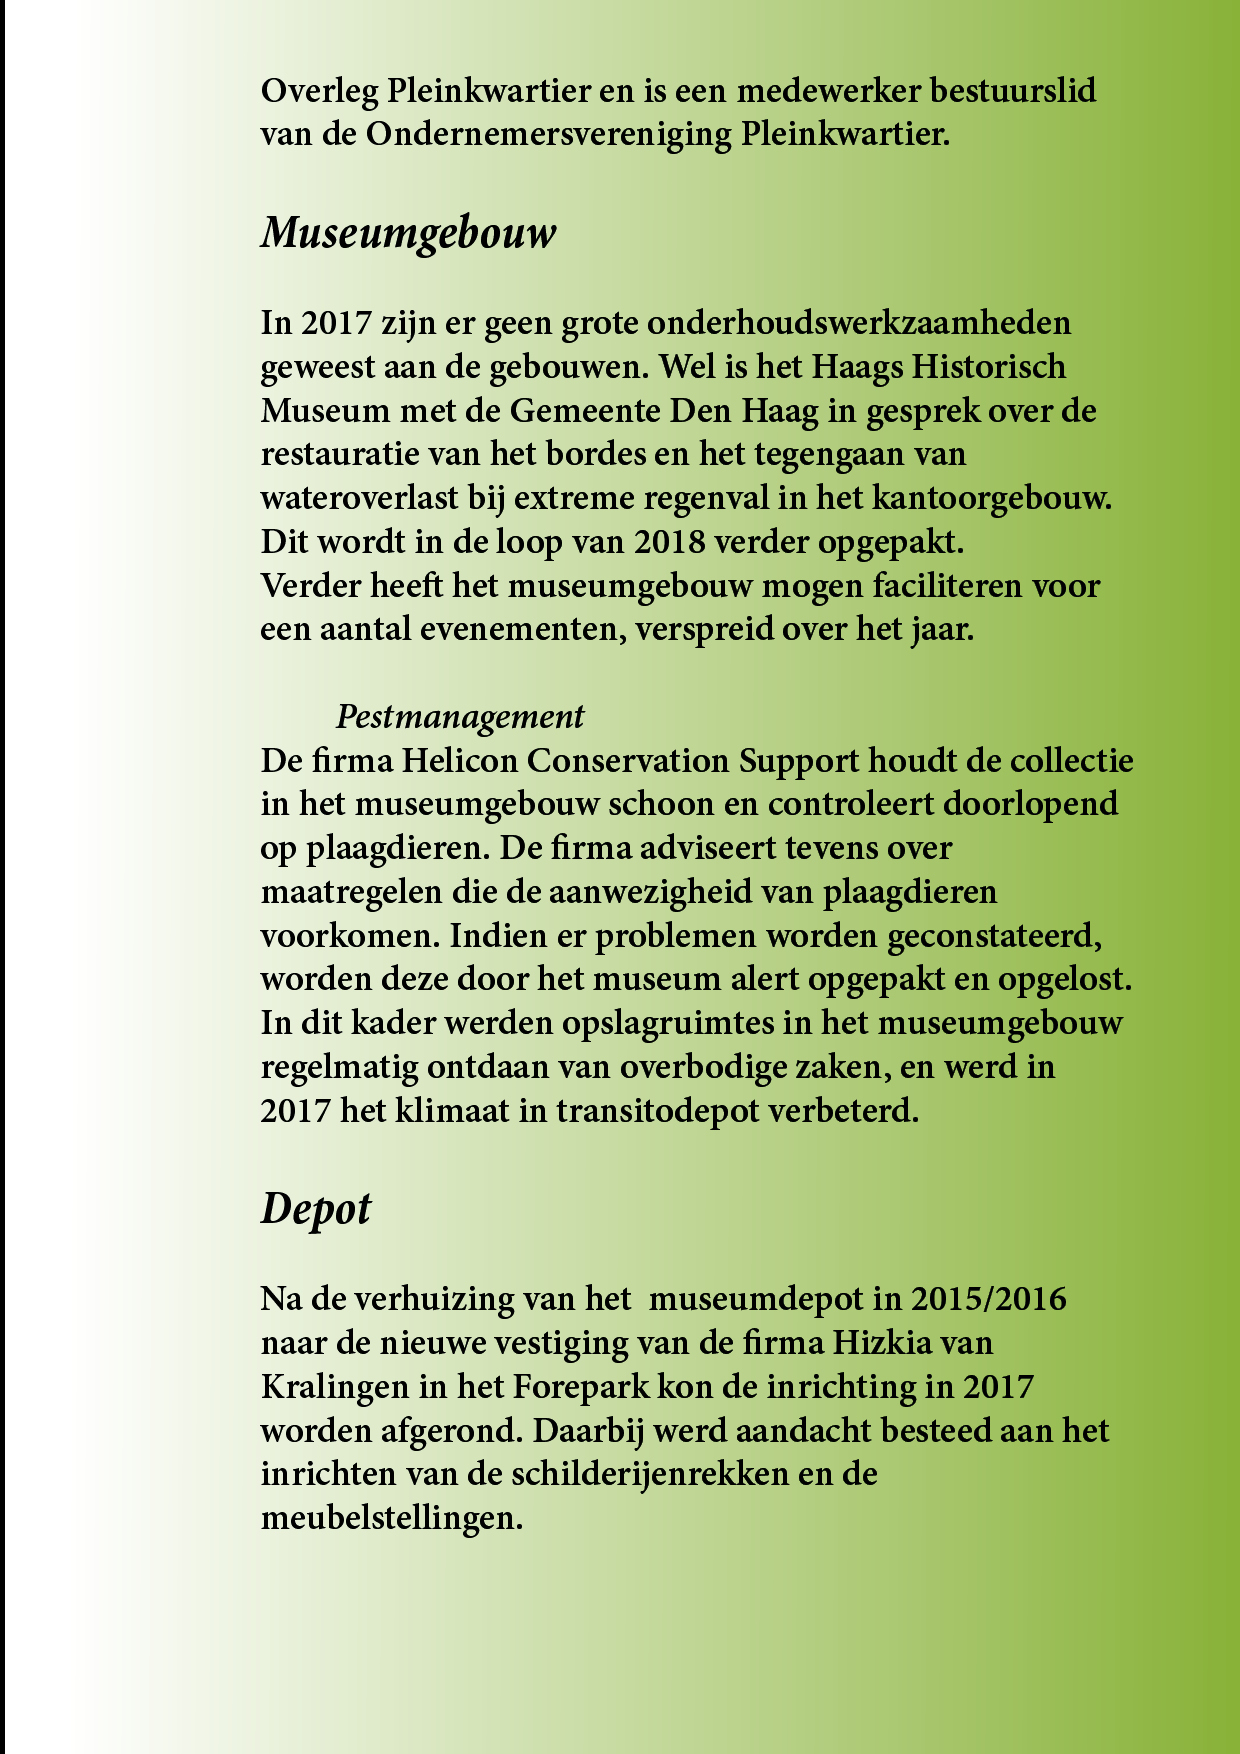 Overleg Pleinkwartier en is een medewerker bestuurslid
van de Ondernemersvereniging Pleinkwartier.
Museumgebouw
In 2017 zijn er geen grote onderhoudswerkzaamheden
geweest aan de gebouwen. Wel is het Haags Historisch
Museum met de Gemeente Den Haag in gesprek over de
restauratie van het bordes en het tegengaan van
wateroverlast bij extreme regenval in het kantoorgebouw.
Dit wordt in de loop van 2018 verder opgepakt.
Verder heeft het museumgebouw mogen faciliteren voor
een aantal evenementen, verspreid over het jaar.
Pestmanagement
De firma Helicon Conservation Support houdt de collectie
in het museumgebouw schoon en controleert doorlopend
op plaagdieren. De firma adviseert tevens over
maatregelen die de aanwezigheid van plaagdieren
voorkomen. Indien er problemen worden geconstateerd,
worden deze door het museum alert opgepakt en opgelost.
In dit kader werden opslagruimtes in het museumgebouw
regelmatig ontdaan van overbodige zaken, en werd in
2017 het klimaat in transitodepot verbeterd.
Depot
Na de verhuizing van het  museumdepot in 2015/2016
naar de nieuwe vestiging van de firma Hizkia van
Kralingen in het Forepark kon de inrichting in 2017
worden afgerond. Daarbij werd aandacht besteed aan het
inrichten van de schilderijenrekken en de
meubelstellingen.